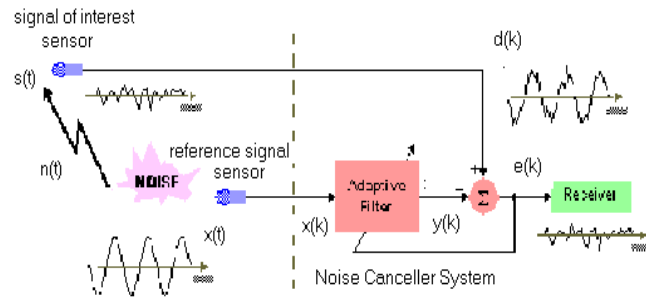 signal of interest
sensor
d(k)
s(t)
n(t)
reference signal
sensor
NOISE
Adaptive
Filter
+
-
Σ
e(k)
Receiver
x(k)
y(k)
x(t)
Noise Canceller System